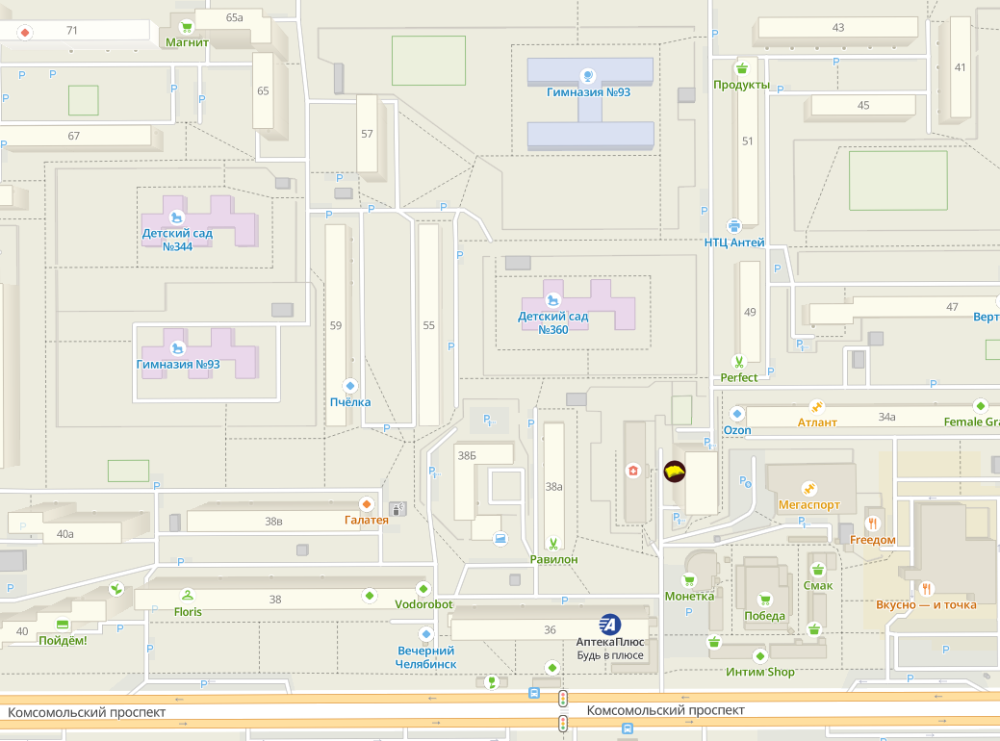 65а
43
71
Магнит
41
Р
Продукты
Гимназия №93
65
45
57
67
51
Детский сад
№344
НТЦ Антей
Детский сад
№360
47
Верт
49
59
55
Гимназия №93
Perfect
Пчёлка
Ozon
Атлант
34а
Female Gra
38Б
38а
Мегаспорт
Галатея
38в
40а
Freeдом
Равилон
Монетка
Смак
Vodorobot
38
Floris
Победа
Вкусно — и точка
40
Пойдём!
36
АптекаПлюс
Будь в плюсе
Вечерний
Челябинск
Интим Shop
Комсомольский проспект
Комсомольский проспект